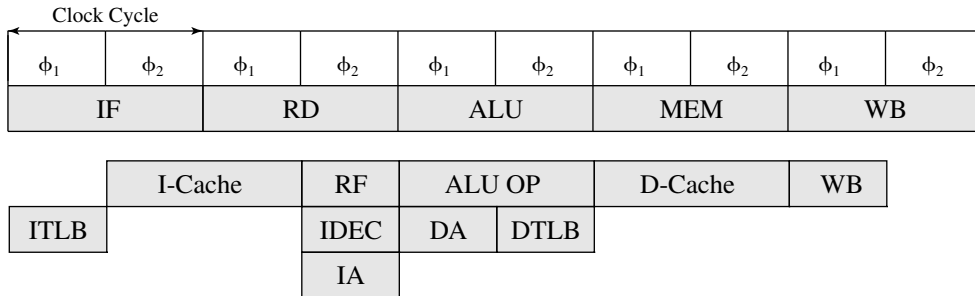 Clock Cycle
ϕ₁ ϕ₂ ϕ₁ ϕ₂ ϕ₁ ϕ₂ ϕ₁ ϕ₂ ϕ₁ ϕ₂
IF RD ALU MEM WB
I-Cache RF ALU OP D-Cache WB
ITLB IDEC DA DTLB
IA